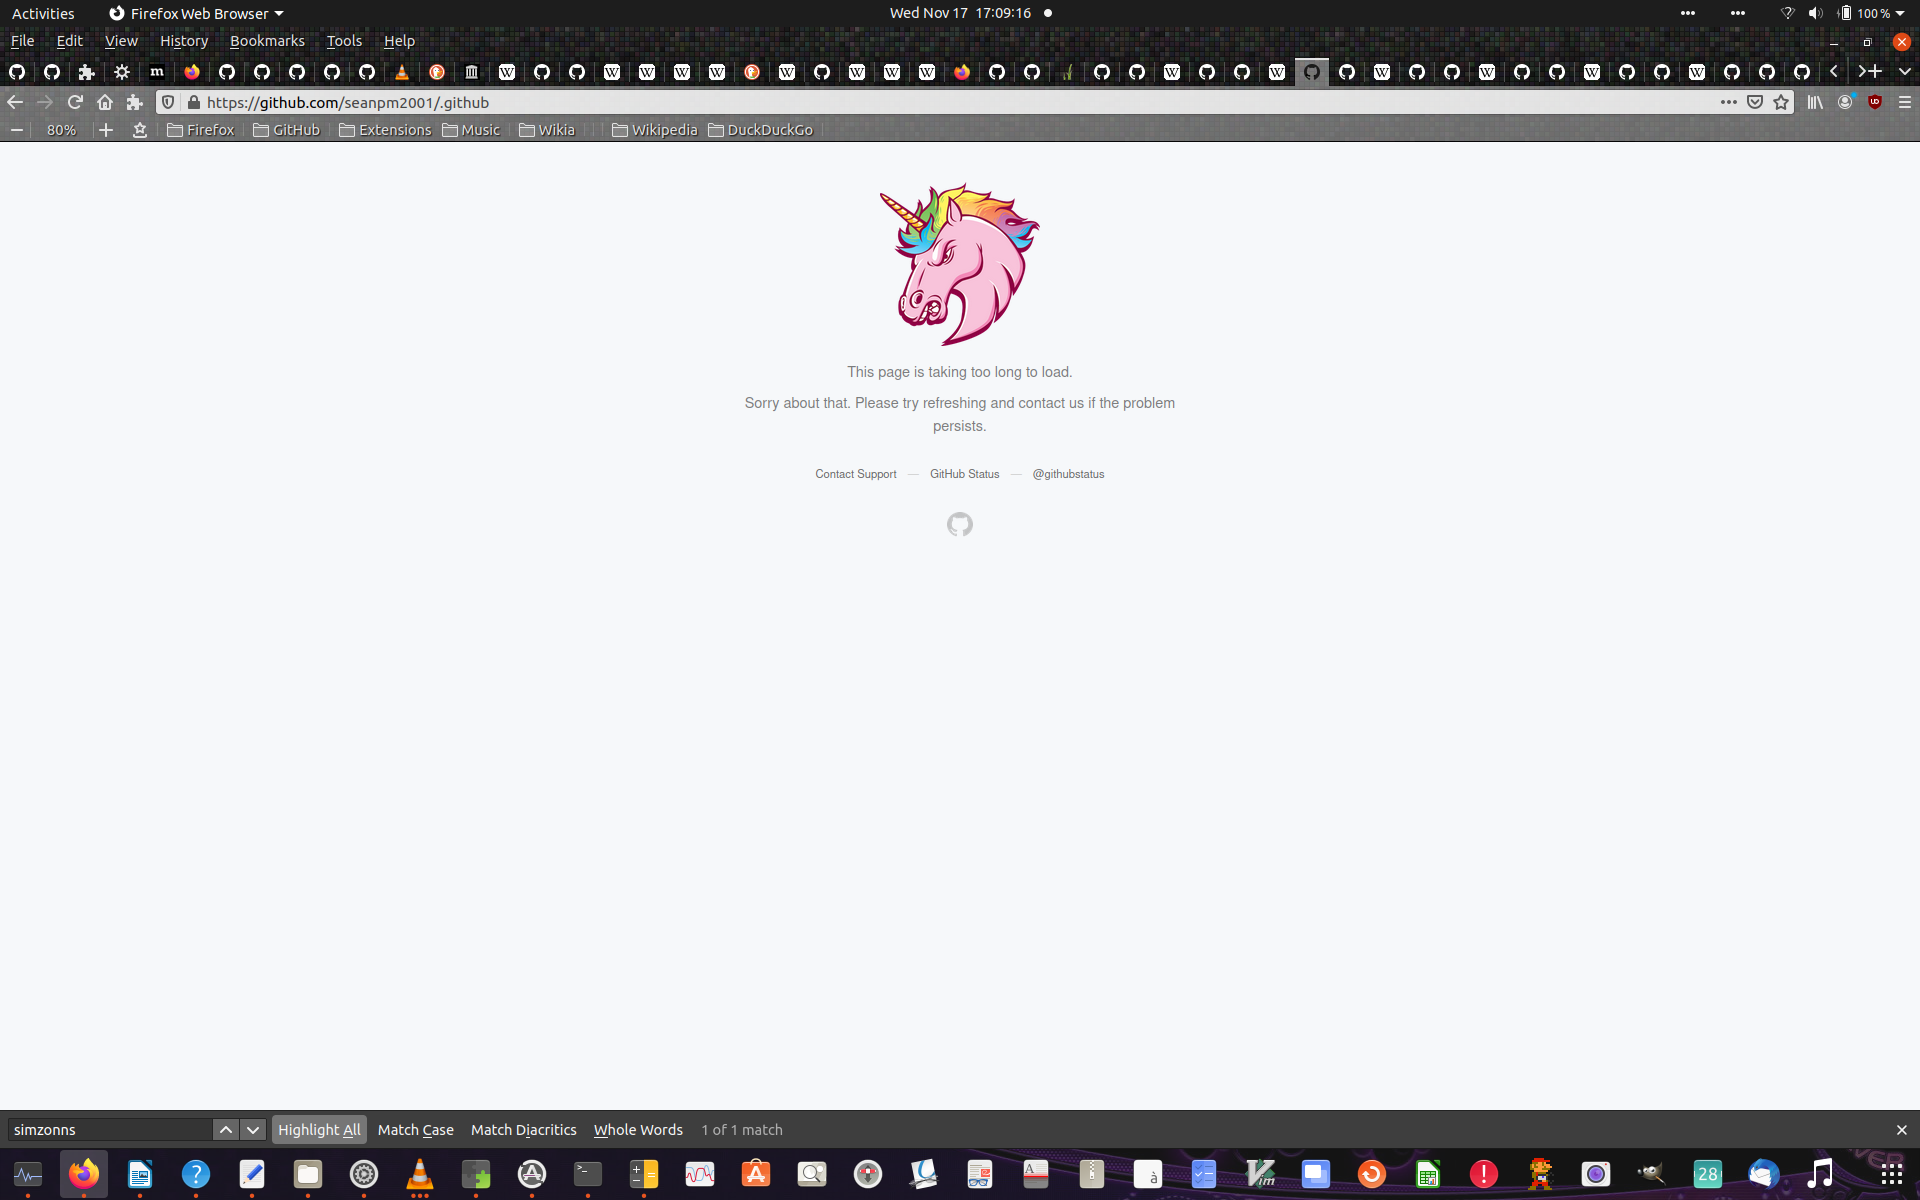 Activities
Firefox Web Browser
Wed Nov 17 17:09:16
100 %
File Edit View History Bookmarks Tools Help
https://github.com/seanpm2001/.github
80% Firefox GitHub Extensions Music Wikia Wikipedia DuckDuckGo
This page is taking too long to load.
Sorry about that. Please try refreshing and contact us if the problem
persists.
Contact Support — GitHub Status — @githubstatus
simzonns Highlight All Match Case Match Diacritics Whole Words 1 of 1 match
28